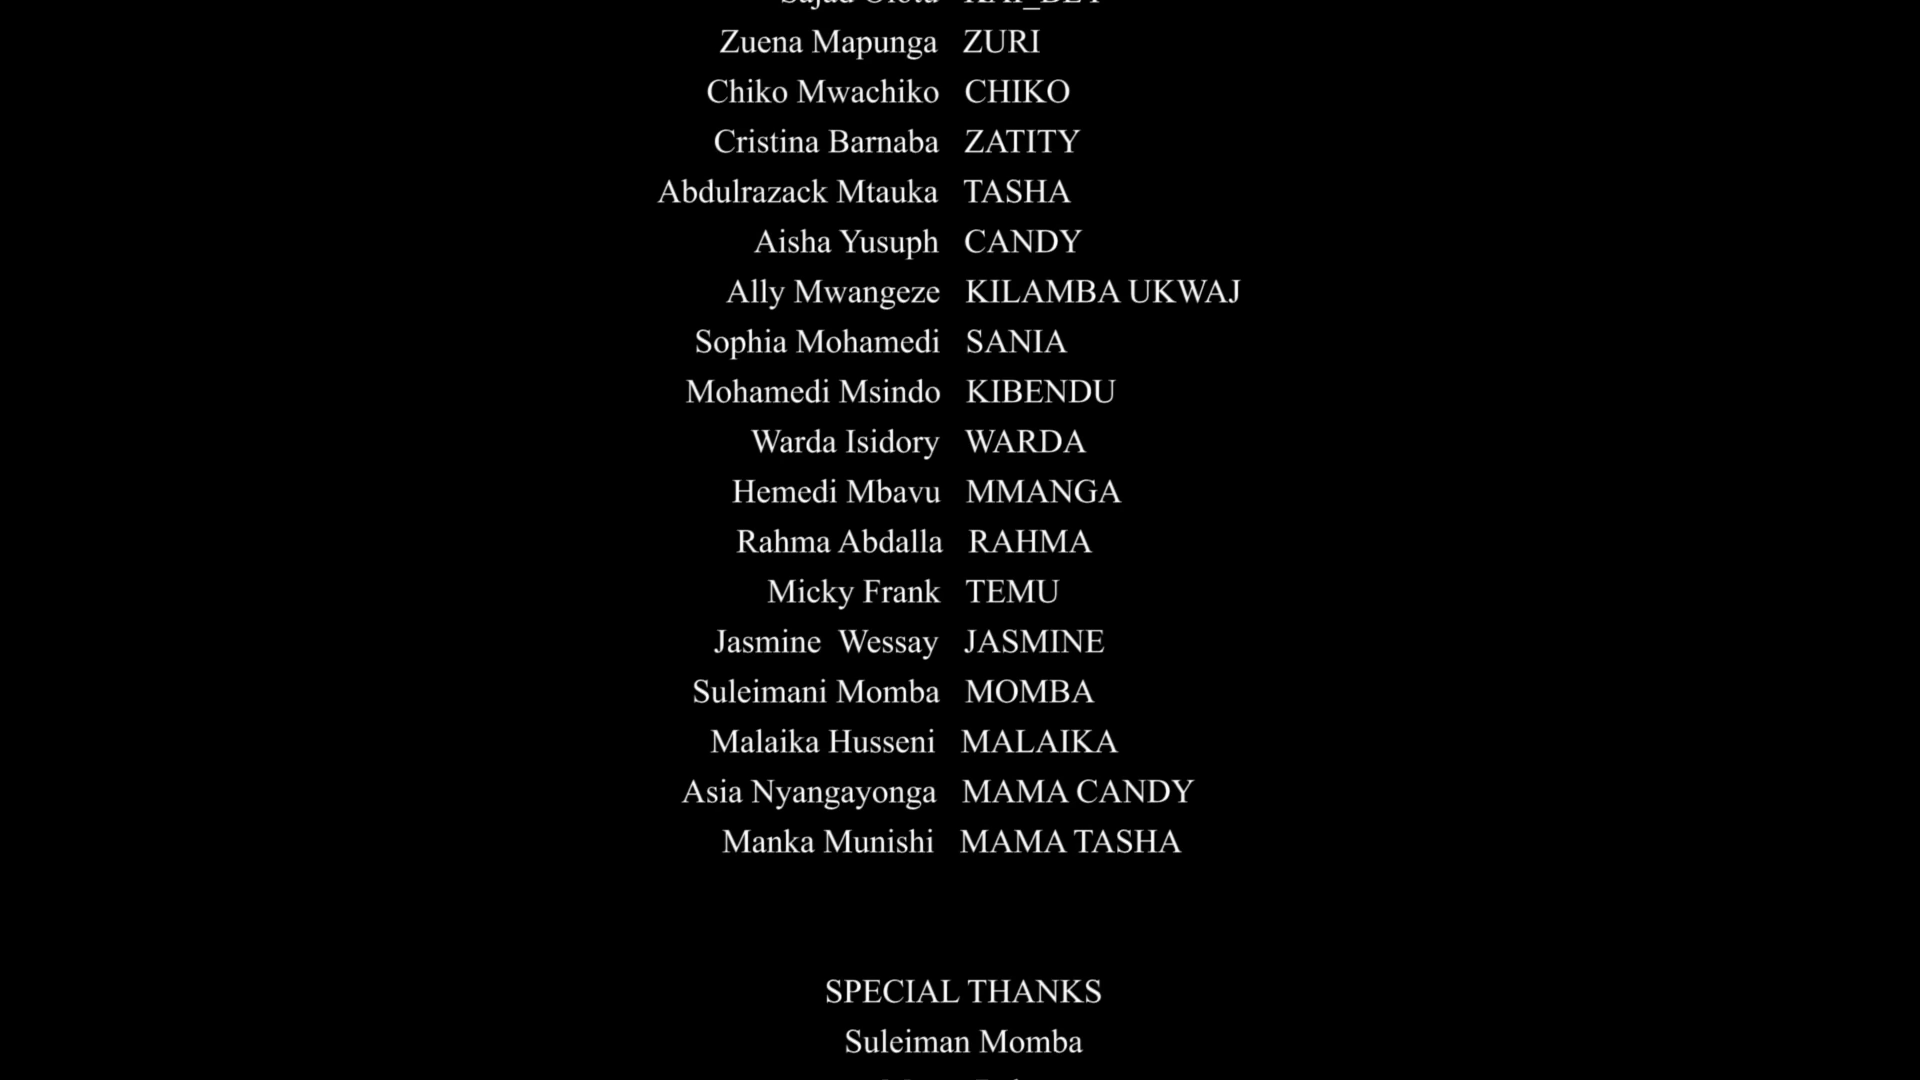 Zuena Mapunga ZURI
Chiko Mwachiko CHIKO
Cristina Barnaba ZATITY
Abdulrazack Mtauka TASHA
Aisha Yusuph CANDY
Ally Mwangeze KILAMBA UKWAJ
Sophia Mohamedi SANIA
Mohamedi Msindo KIBENDU
Warda Isidory WARDA
Hemedi Mbavu MMANGA
Rahma Abdalla RAHMA
Micky Frank TEMU
Jasmine Wessay JASMINE
Suleimani Momba MOMBA
Malaika Husseni MALAIKA
Asia Nyangayonga MAMA CANDY
Manka Munishi MAMA TASHA
SPECIAL THANKS
Suleiman Momba